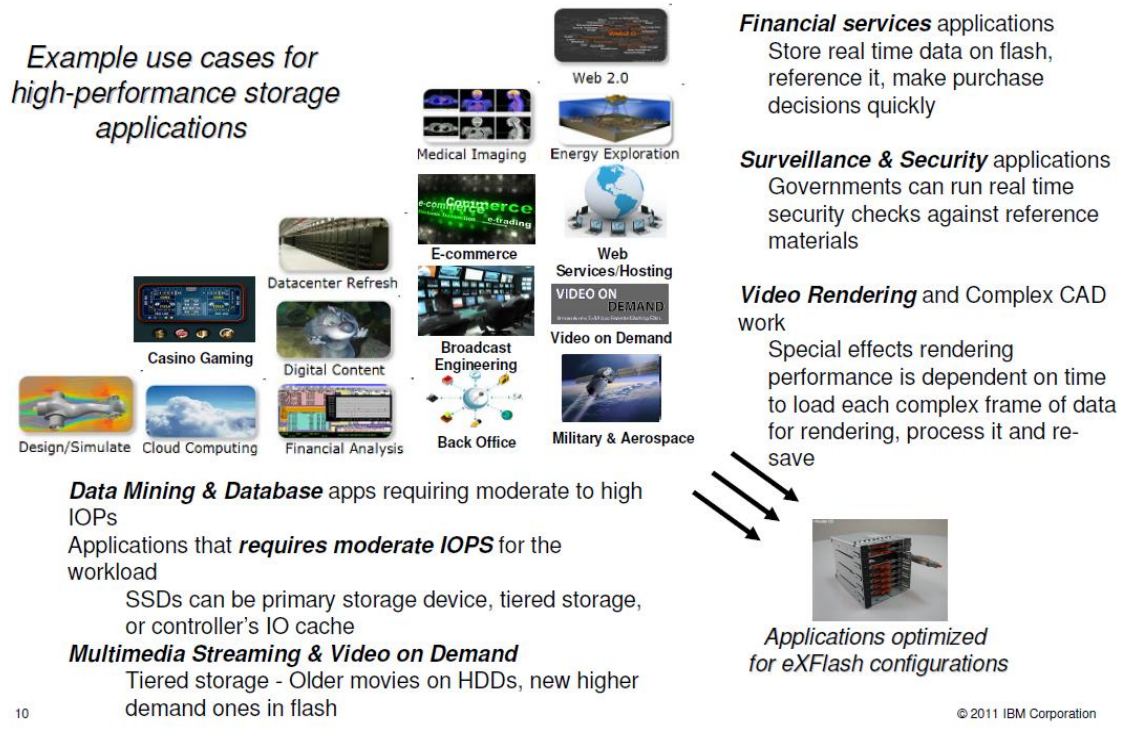 Example use cases for
high-performance storage
applications
Web 2.0
Medical Imaging
Energy Exploration
e-commerce
Commerce
e-trading
E-commerce
Web
Services/Hosting
Datacenter Refresh
VIDEO ON
DEMAND
Casino Gaming
Digital Content
Broadcast
Engineering
Video on Demand
Design/Simulate
Cloud Computing
Financial Analysis
Back Office
Military & Aerospace
Financial services applications
Store real time data on flash,
reference it, make purchase
decisions quickly
Surveillance & Security applications
Governments can run real time
security checks against reference
materials
Video Rendering and Complex CAD
work
Special effects rendering
performance is dependent on time
to load each complex frame of data
for rendering, process it and re-
save
Data Mining & Database apps requiring moderate to high
IOPs
Applications that requires moderate IOPS for the
workload
SSDs can be primary storage device, tiered storage,
or controller's IO cache
Multimedia Streaming & Video on Demand
Tiered storage - Older movies on HDDs, new higher
demand ones in flash
Applications optimized
for eXFlash configurations
10
© 2011 IBM Corporation